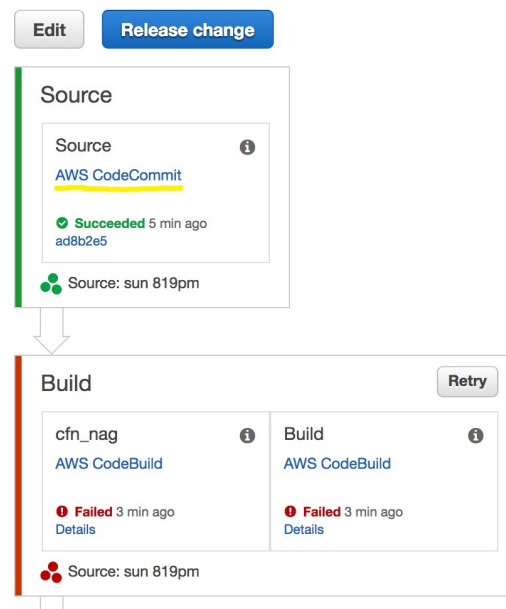 Edit
Release change
Source
Source
AWS CodeCommit
Succeeded 5 min ago
ad8b2e5
Source: sun 819pm
Build
Retry
cfn_nag
AWS CodeBuild
Failed 3 min ago
Details
Build
AWS CodeBuild
Failed 3 min ago
Details
Source: sun 819pm